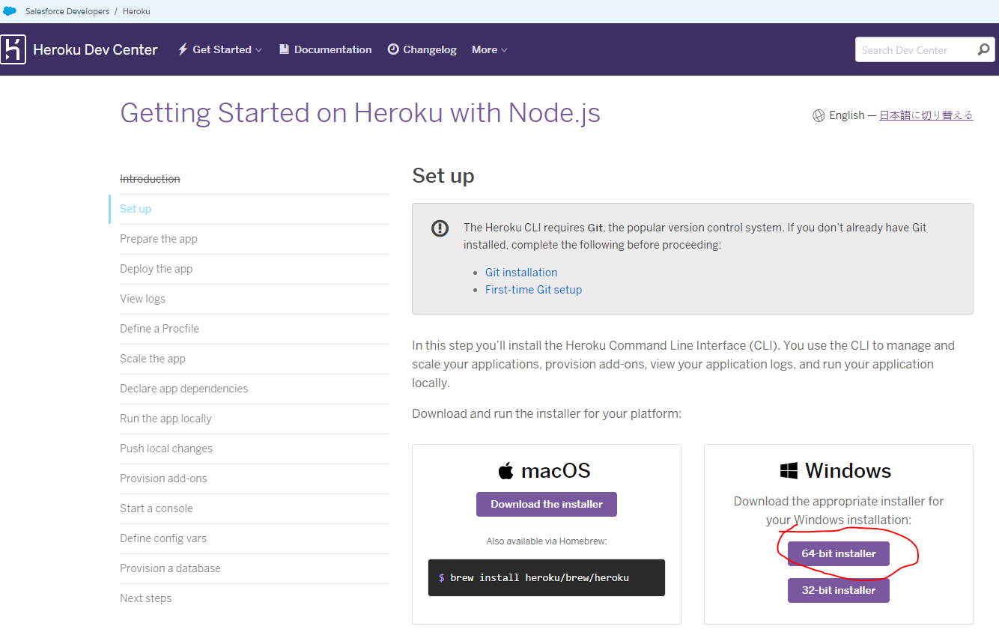 Salesforce Developers / Heroku
Heroku Dev Center
Get Started
Documentation
Changelog
More
Search Dev Center
Getting Started on Heroku with Node.js
English — 日本語に切り替える
Introduction
Set up
Prepare the app
Deploy the app
View logs
Define a Procfile
Scale the app
Declare app dependencies
Run the app locally
Push local changes
Provision add-ons
Start a console
Define config vars
Provision a database
Next steps
Set up
The Heroku CLI requires Git, the popular version control system. If you don’t already have Git
installed, complete the following before proceeding:
• Git installation
• First-time Git setup
In this step you’ll install the Heroku Command Line Interface (CLI). You use the CLI to manage and
scale your applications, provision add-ons, view your application logs, and run your application
locally.
Download and run the installer for your platform:
macOS
Download the installer
Also available via Homebrew:
$ brew install heroku/brew/heroku
Windows
Download the appropriate installer for
your Windows installation:
64-bit installer
32-bit installer